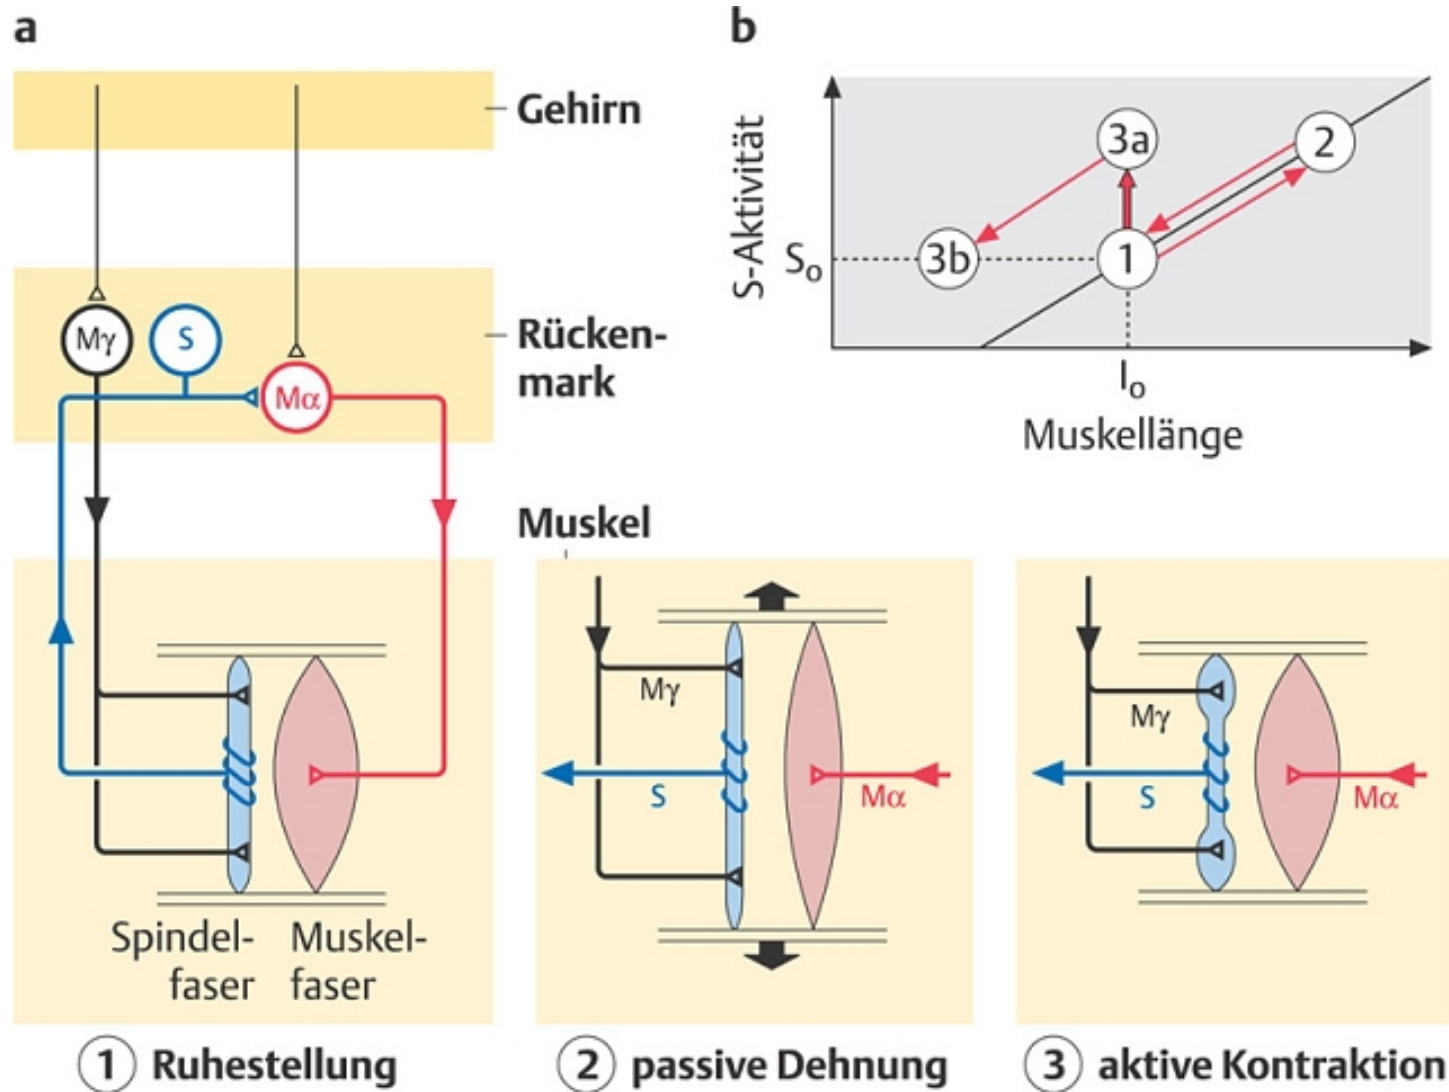 a
Gehirn
Mγ
S
Mα
Rücken-
mark
b
S-Aktivität
3a
2
S₀
3b
1
l₀
Muskellänge
Muskel
Spindel-
faser
Muskel-
faser
Mγ
S
Mα
Mγ
S
Mα
1 Ruhestellung
2 passive Dehnung
3 aktive Kontraktion